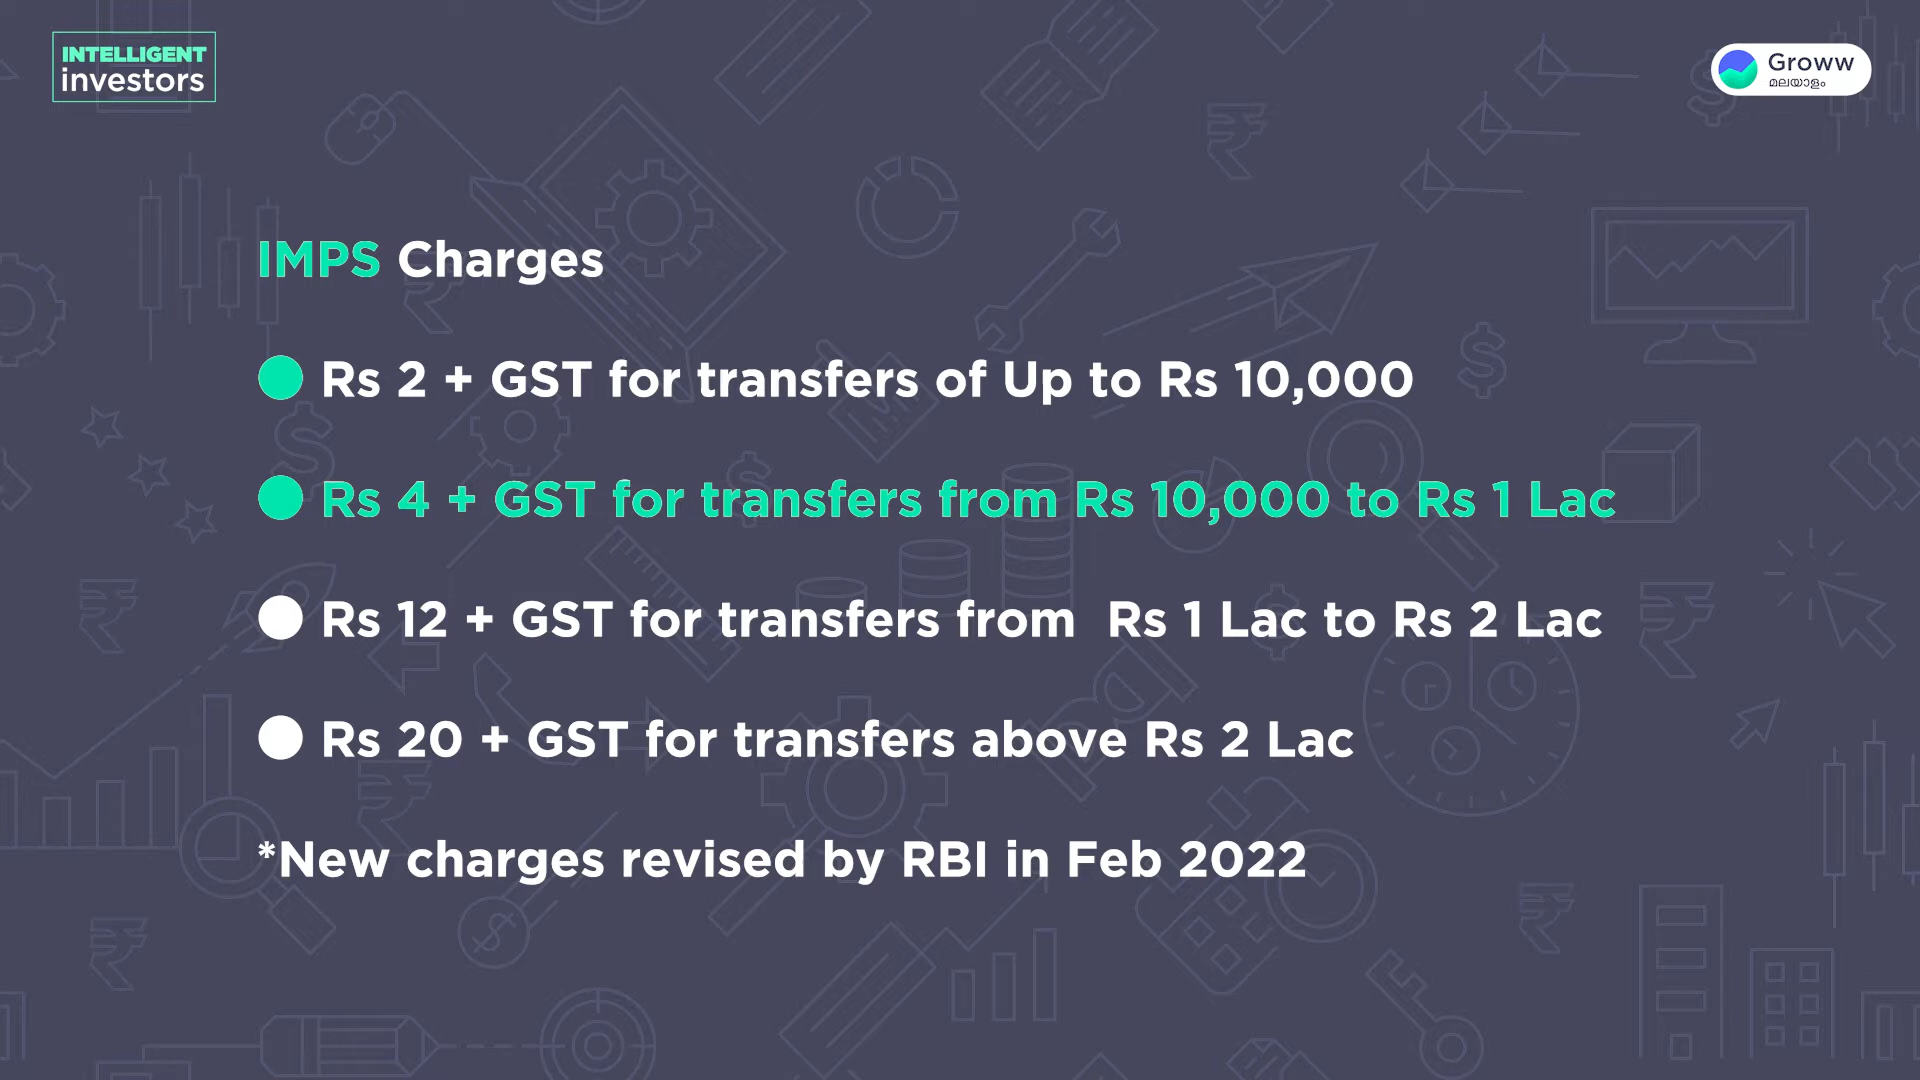 INTELLIGENT
investors
Groww
മലയാളം
IMPS Charges
Rs 2 + GST for transfers of Up to Rs 10,000
Rs 4 + GST for transfers from Rs 10,000 to Rs 1 Lac
Rs 12 + GST for transfers from  Rs 1 Lac to Rs 2 Lac
Rs 20 + GST for transfers above Rs 2 Lac
*New charges revised by RBI in Feb 2022